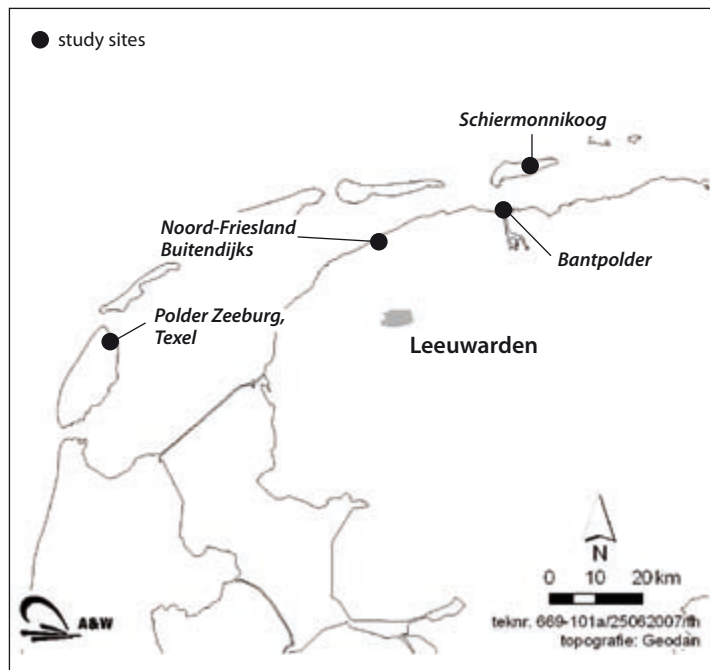 study sites
Schiermonnikoog
Noord-Friesland
Buitendijks
Bantpolder
Polder Zeeburg,
Texel
Leeuwarden
N
0 10 20 km
A&W
teknr. 669-101a/25062007/
topografie: Geodan